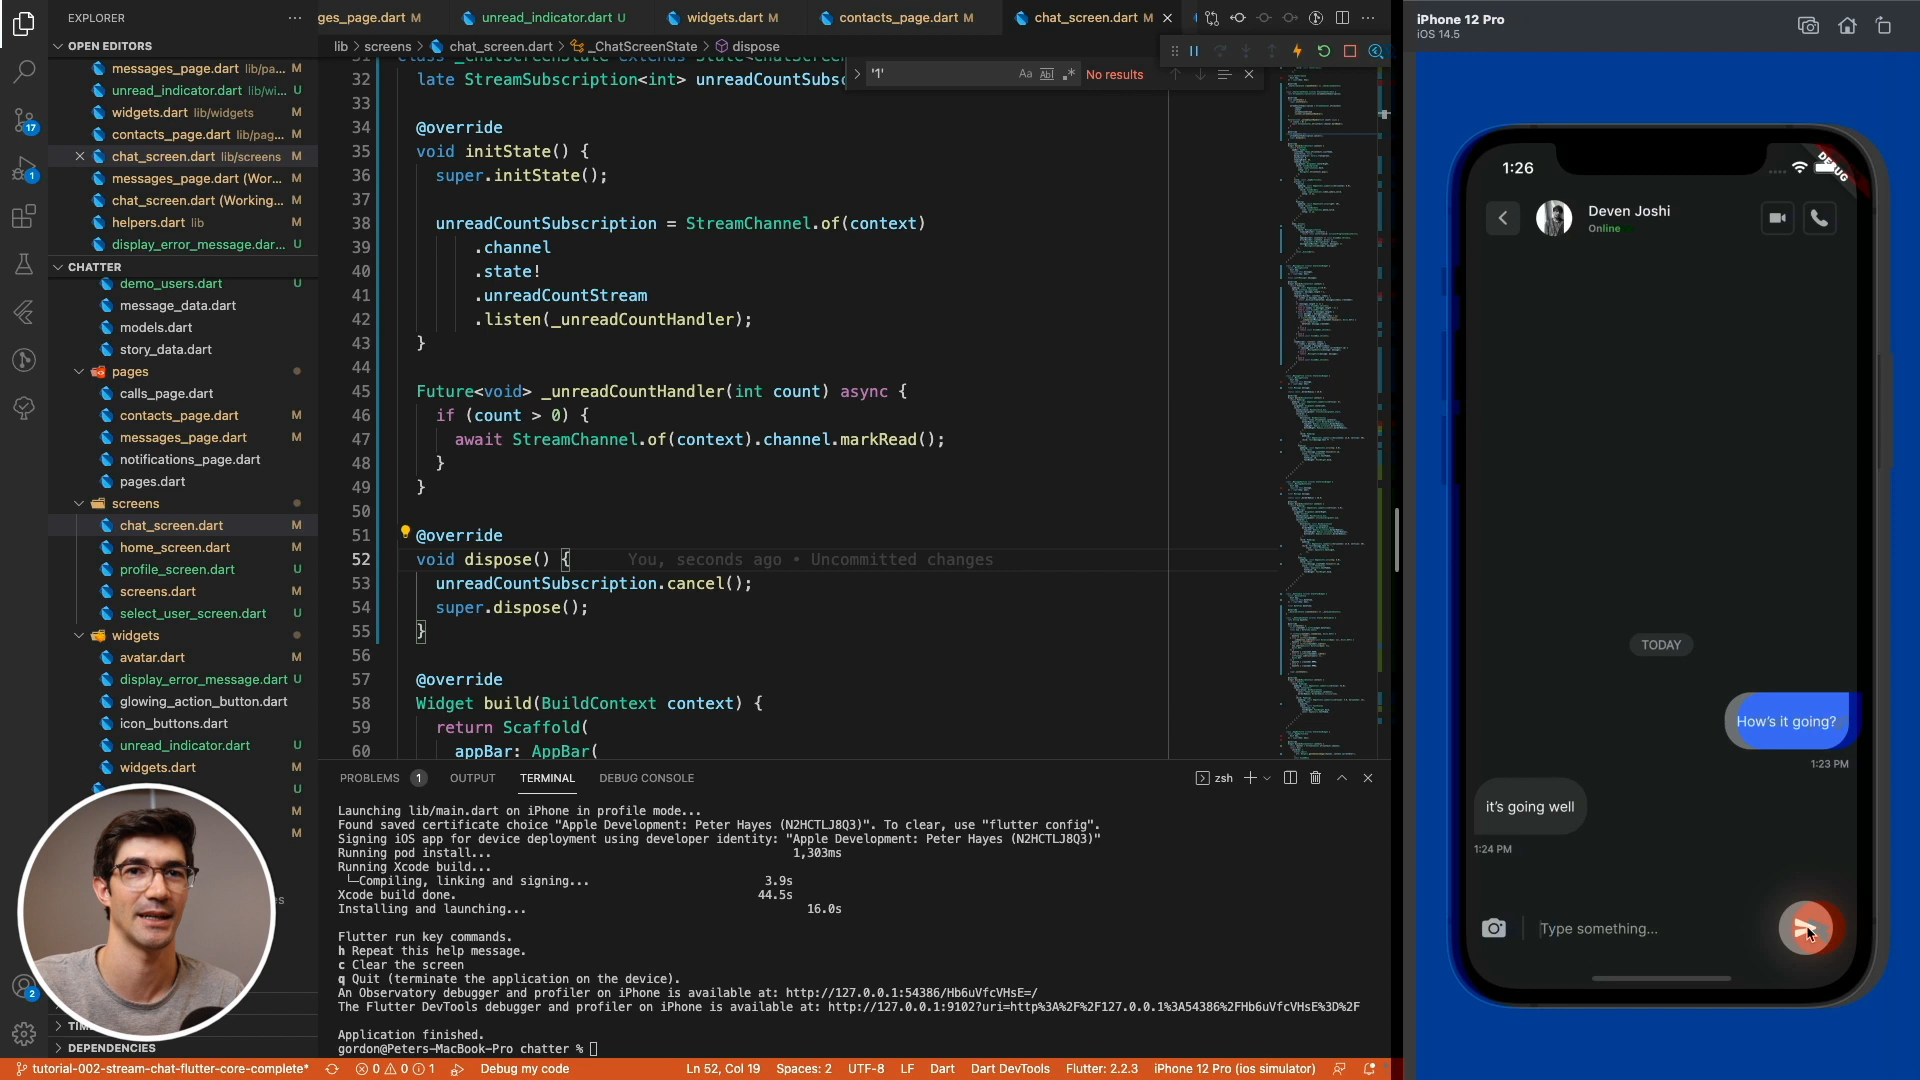 EXPLORER
OPEN EDITORS
messages_page.dart lib/pa... M
unread_indicator.dart lib/wi... U
widgets.dart lib/widgets M
contacts_page.dart lib/pag... M
chat_screen.dart lib/screens M
messages_page.dart (Wor... M
chat_screen.dart (Working... M
helpers.dart lib M
display_error_message.dar... U
CHATTER
demo_users.dart U
message_data.dart
models.dart
story_data.dart
pages
calls_page.dart
contacts_page.dart M
messages_page.dart M
notifications_page.dart
pages.dart
screens
chat_screen.dart M
home_screen.dart M
profile_screen.dart U
screens.dart M
select_user_screen.dart U
widgets
avatar.dart M
display_error_message.dart U
glowing_action_button.dart
icon_buttons.dart
unread_indicator.dart U
widgets.dart M
U
M
M
DEPENDENCIES
17
1
2
ges_page.dart M
unread_indicator.dart U
widgets.dart M
contacts_page.dart M
chat_screen.dart M
lib > screens > chat_screen.dart > _ChatScreenState > dispose
'1'
Aa
No results
32 late StreamSubscription<int> unreadCountSubsc
33
34 @override
35 void initState() {
36 super.initState();
37
38 unreadCountSubscription = StreamChannel.of(context)
39 .channel
40 .state!
41 .unreadCountStream
42 .listen(_unreadCountHandler);
43 }
44
45 Future<void> _unreadCountHandler(int count) async {
46 if (count > 0) {
47 await StreamChannel.of(context).channel.markRead();
48 }
49 }
50
51 @override
52 void dispose() { You, seconds ago • Uncommitted changes
53 unreadCountSubscription.cancel();
54 super.dispose();
55 }
56
57 @override
58 Widget build(BuildContext context) {
59 return Scaffold(
60 appBar: AppBar(
PROBLEMS 1 OUTPUT TERMINAL DEBUG CONSOLE
zsh
Launching lib/main.dart on iPhone in profile mode...
Found saved certificate choice "Apple Development: Peter Hayes (N2HCTLJ8Q3)". To clear, use "flutter config".
Signing iOS app for device deployment using developer identity: "Apple Development: Peter Hayes (N2HCTLJ8Q3)"
Running pod install... 1,303ms
Running Xcode build...
└─Compiling, linking and signing... 3.9s
Xcode build done. 44.5s
Installing and launching... 16.0s
Flutter run key commands.
h Repeat this help message.
c Clear the screen
q Quit (terminate the application on the device).
An Observatory debugger and profiler on iPhone is available at: http://127.0.0.1:54386/Hb6uVfcVHsE=/
The Flutter DevTools debugger and profiler on iPhone is available at: http://127.0.0.1:9102?uri=http%3A%2F%2F127.0.0.1%3A54386%2FHb6uVfcVHsE%3D%2F
Application finished.
gordon@Peters-MacBook-Pro chatter %
tutorial-002-stream-chat-flutter-core-complete* 0 0 1 Debug my code
Ln 52, Col 19 Spaces: 2 UTF-8 LF Dart Dart DevTools Flutter: 2.2.3 iPhone 12 Pro (ios simulator)
iPhone 12 Pro
iOS 14.5
1:26
DEBUG
Deven Joshi
Online
TODAY
How's it going?
1:23 PM
it's going well
1:24 PM
Type something...